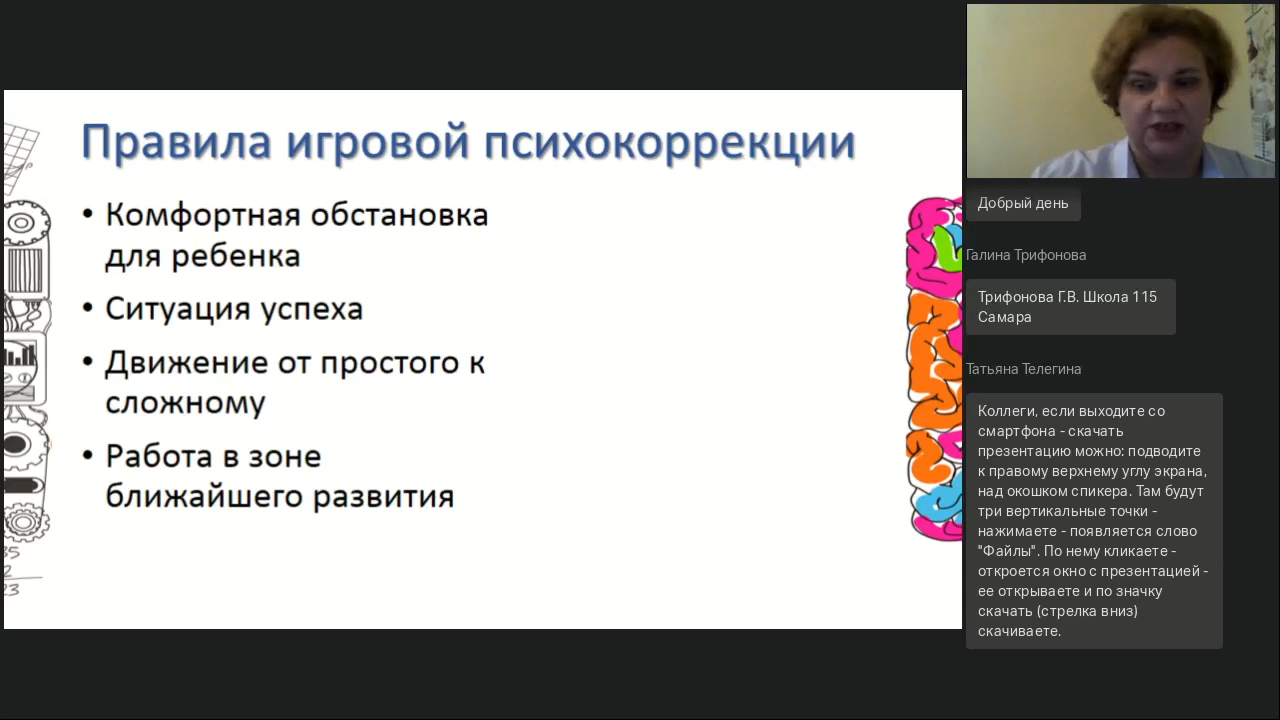 Правила игровой психокоррекции
• Комфортная обстановка
для ребенка
• Ситуация успеха
• Движение от простого к
сложному
• Работа в зоне
ближайшего развития
Добрый день
Галина Трифонова
Трифонова Г.В. Школа 115
Самара
Татьяна Телегина
Коллеги, если выходите со
смартфона - скачать
презентацию можно: подводите
к правому верхнему углу экрана,
над окошком спикера. Там будут
три вертикальные точки -
нажимаете - появляется слово
"Файлы". По нему кликаете -
откроется окно с презентацией -
ее открываете и по значку
скачать (стрелка вниз)
скачиваете.